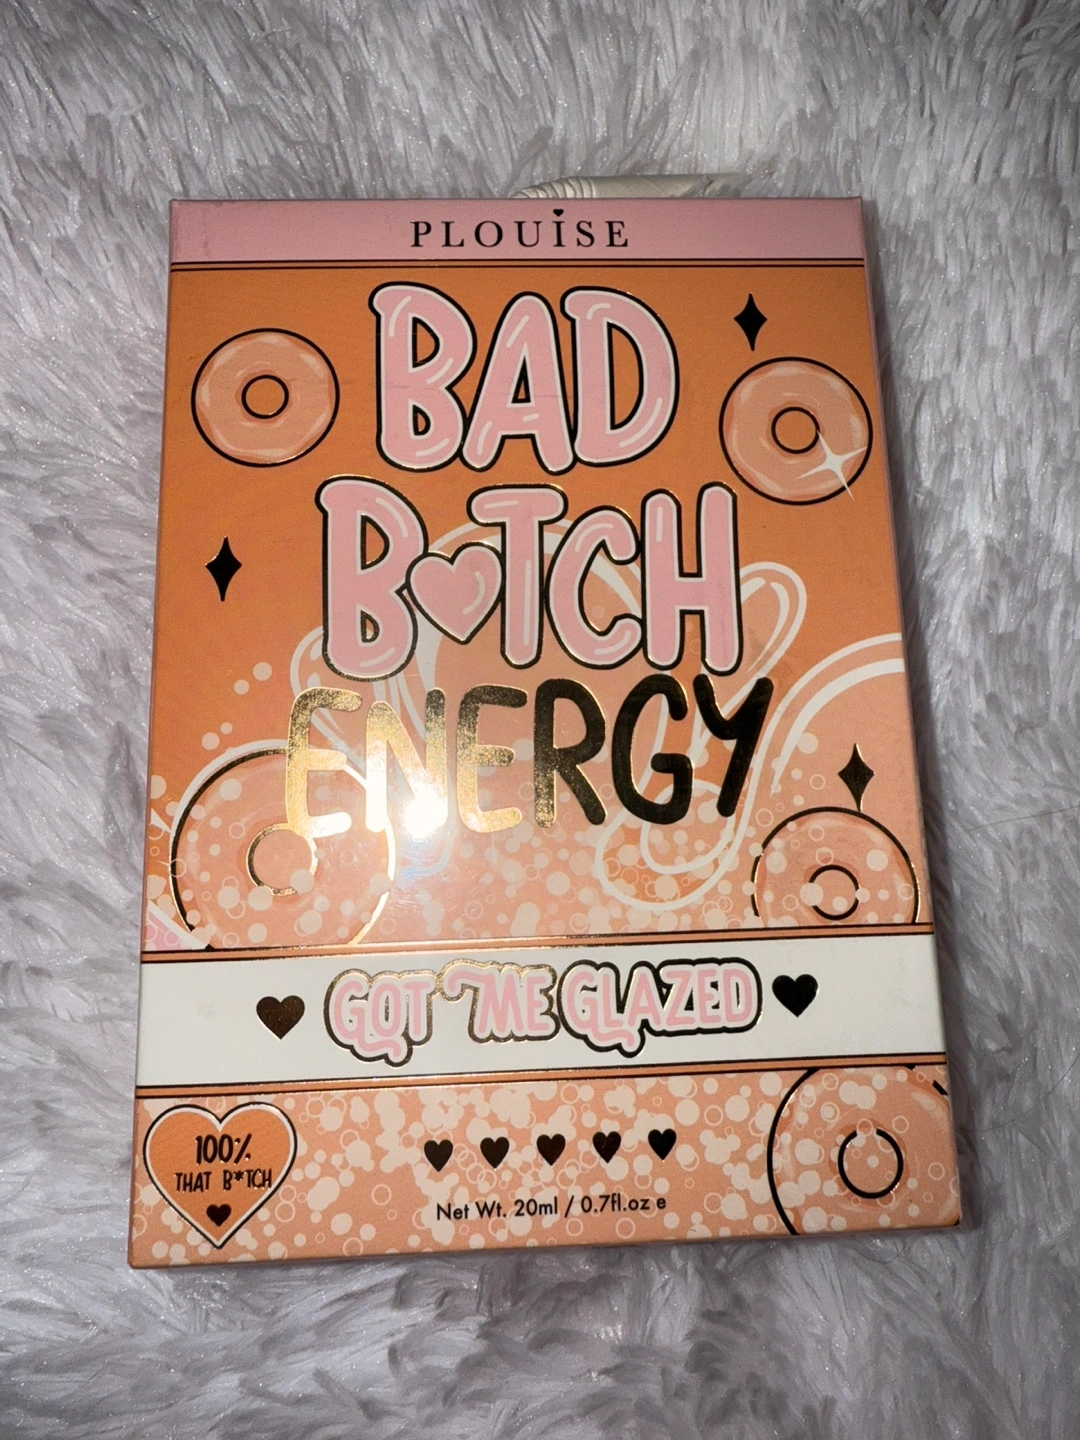 PLOUISE
BAD
B♥TCH
ENERGY
GOT ME GLAZED
100%
THAT B*TCH
Net Wt. 20ml / 0.7fl.oz e